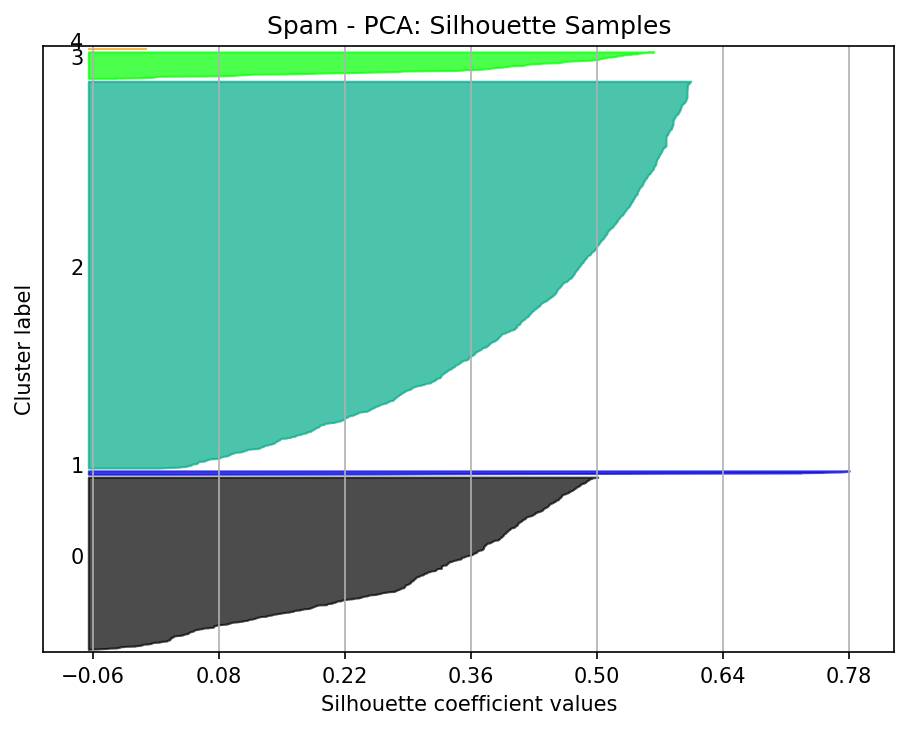 Spam - PCA: Silhouette Samples
4
3
2
1
0
Cluster label
−0.06 0.08 0.22 0.36 0.50 0.64 0.78
Silhouette coefficient values